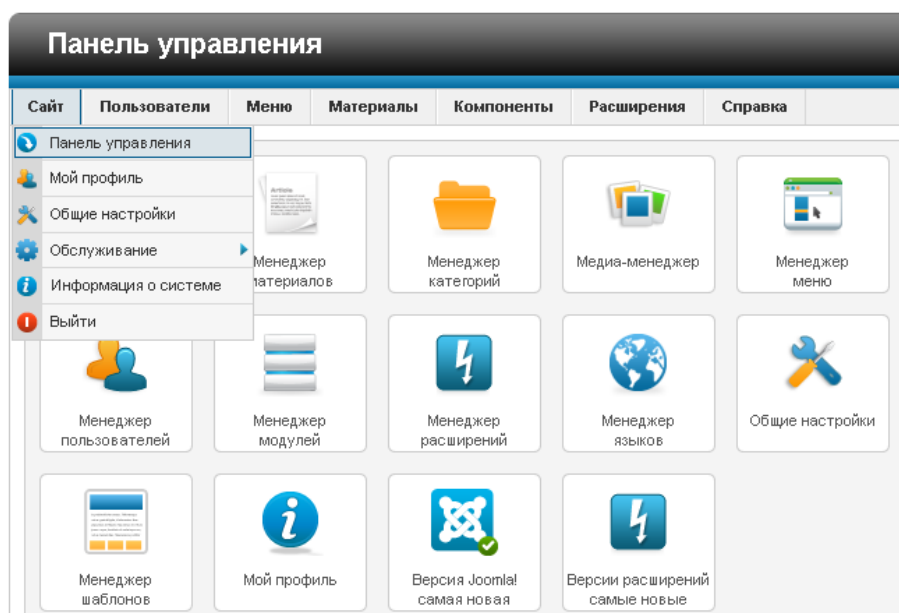 Панель управления
Сайт Пользователи Меню Материалы Компоненты Расширения Справка
Панель управления
Мой профиль
Общие настройки
Обслуживание
Информация о системе
Выйти
Article
Менеджер
материалов
Менеджер
категорий
Медиа-менеджер
Менеджер
меню
Менеджер
пользователей
Менеджер
модулей
Менеджер
расширений
Менеджер
языков
Общие настройки
Менеджер
шаблонов
Мой профиль
Версия Joomla!
самая новая
Версии расширений
самые новые